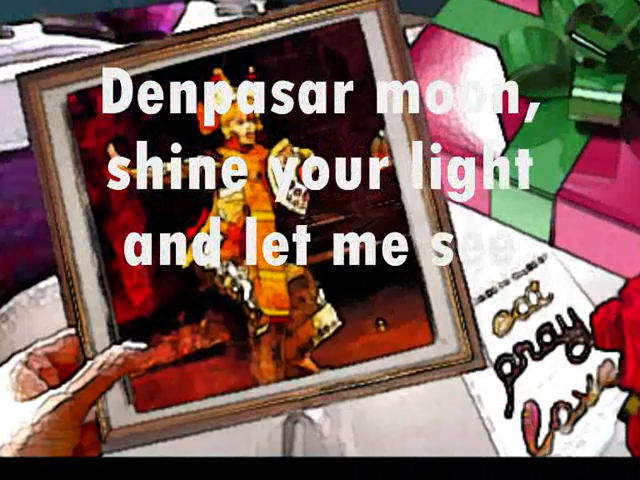 Denpasar moon,
shine your light
and let me see
eat
pray
love